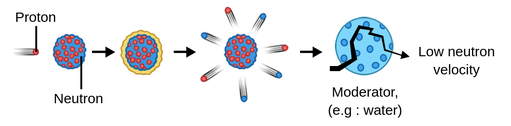 Proton
Neutron
Low neutron
velocity
Moderator,
(e.g : water)